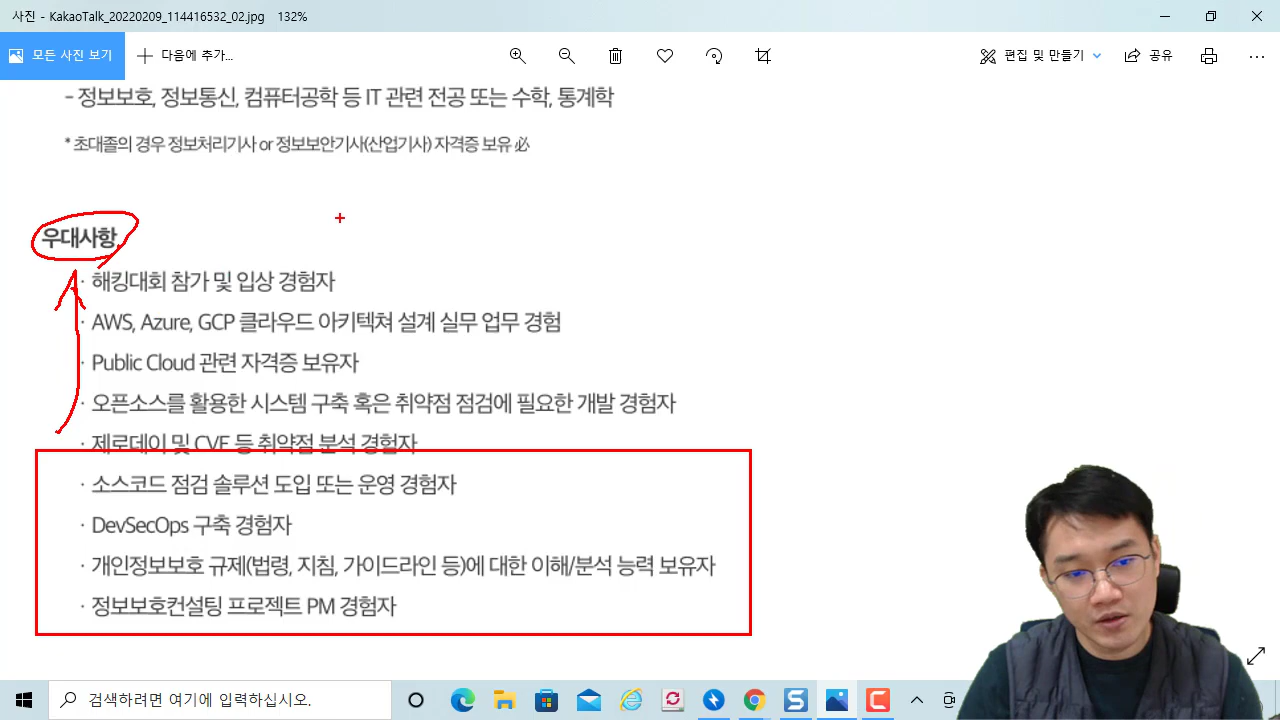 사진 - KakaoTalk_20220209_114416532_02.jpg 132%
모든 사진 보기 다음에 추가... 편집 및 만들기 공유
- 정보보호, 정보통신, 컴퓨터공학 등 IT 관련 전공 또는 수학, 통계학
* 초대졸의 경우 정보처리기사 or 정보보안기사(산업기사) 자격증 보유 必
우대사항
· 해킹대회 참가 및 입상 경험자
· AWS, Azure, GCP 클라우드 아키텍쳐 설계 실무 업무 경험
· Public Cloud 관련 자격증 보유자
· 오픈소스를 활용한 시스템 구축 혹은 취약점 점검에 필요한 개발 경험자
· 제로데이 및 CVE 등 취약점 분석 경험자
· 소스코드 점검 솔루션 도입 또는 운영 경험자
· DevSecOps 구축 경험자
· 개인정보보호 규제(법령, 지침, 가이드라인 등)에 대한 이해/분석 능력 보유자
· 정보보호컨설팅 프로젝트 PM 경험자
검색하려면 여기에 입력하십시오.